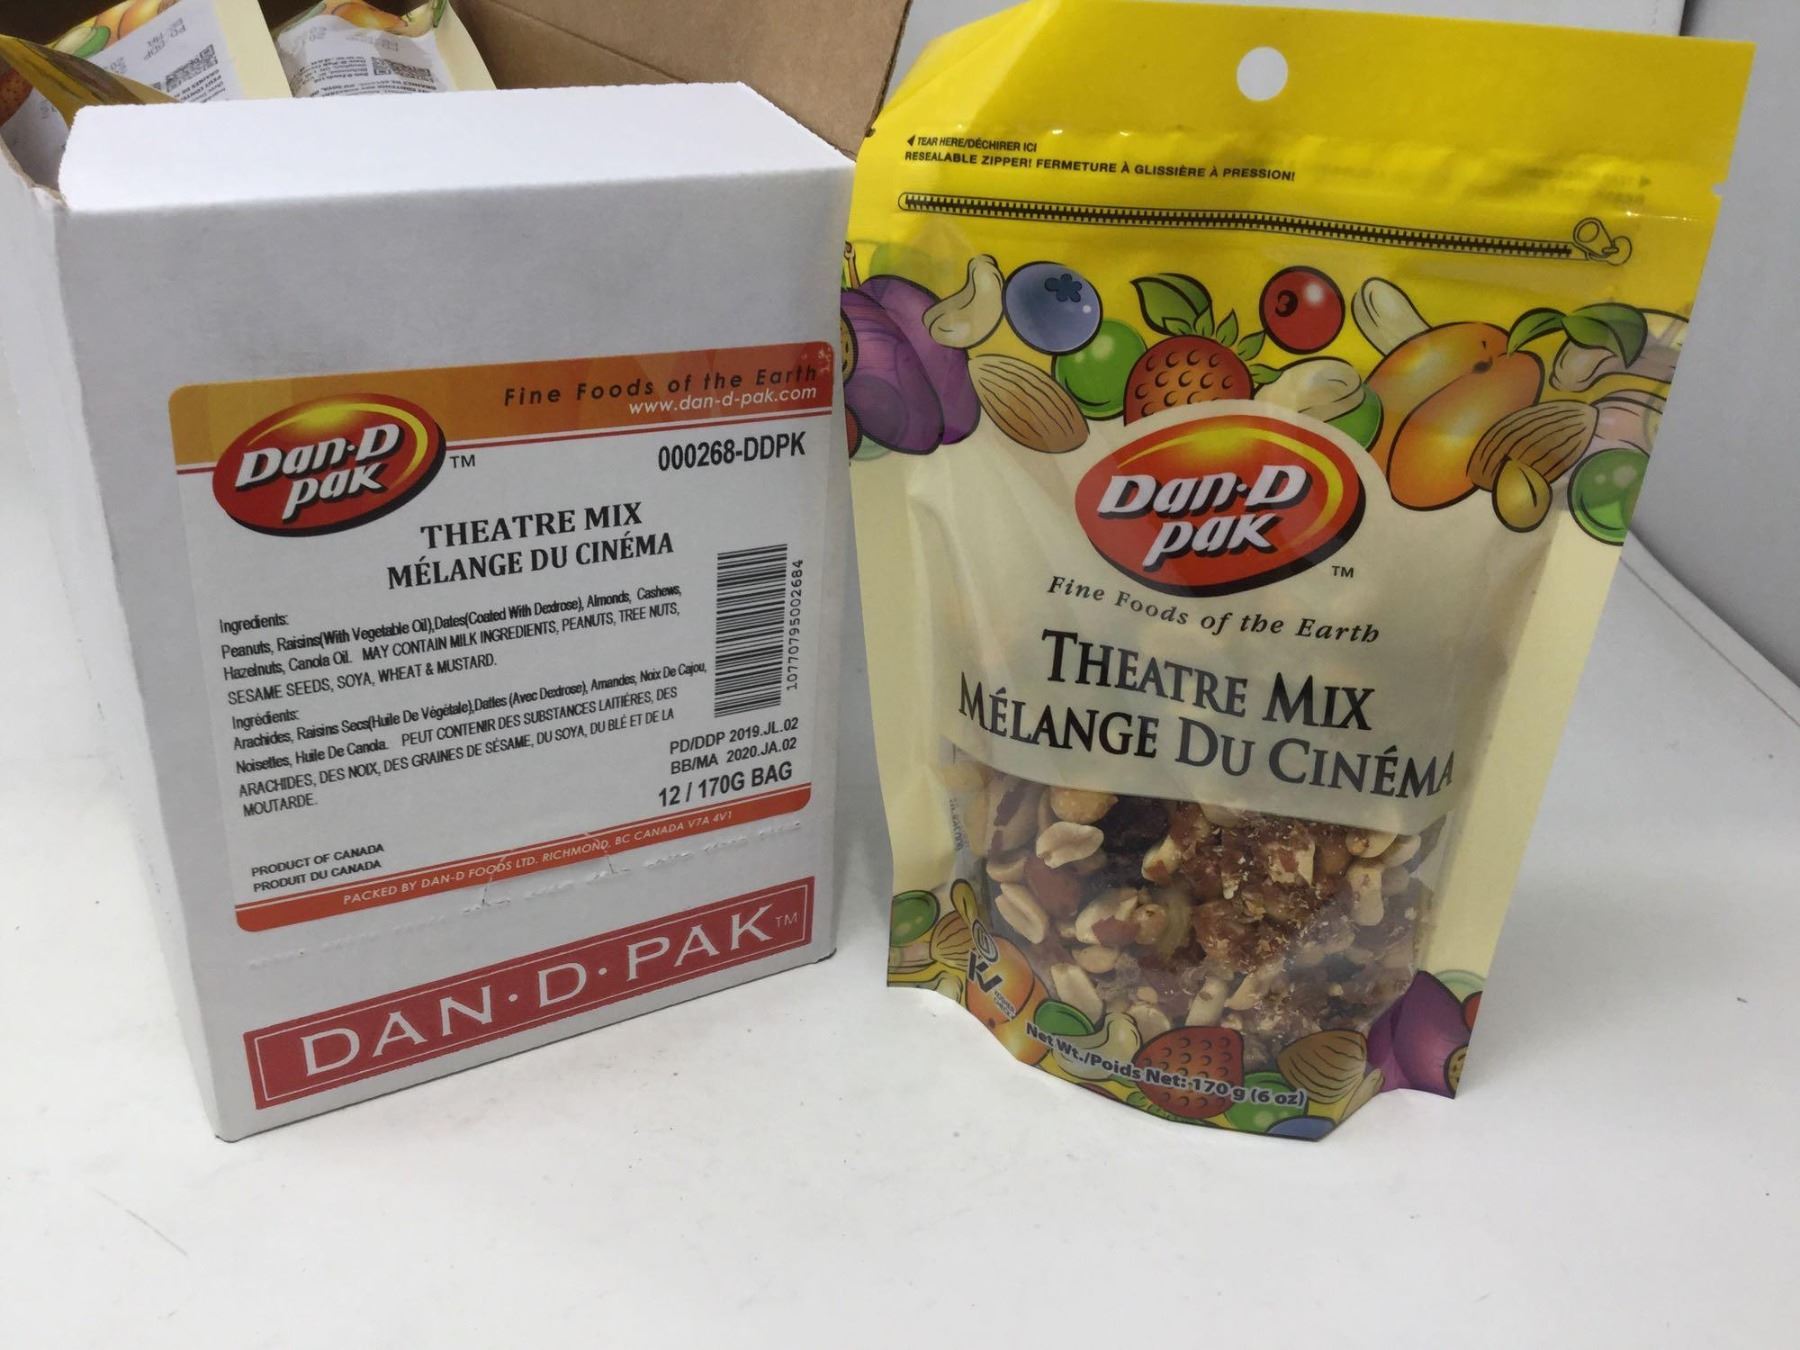 Fine Foods of the Earth
www.dan-d-pak.com
Dan·D
pak
TM
000268-DDPK
THEATRE MIX
MÉLANGE DU CINÉMA
Ingredients:
Peanuts, Raisins(With Vegetable Oil),Dates(Coated With Dextrose), Almonds, Cashews,
Hazelnuts, Canola Oil. MAY CONTAIN MILK INGREDIENTS, PEANUTS, TREE NUTS,
SESAME SEEDS, SOYA, WHEAT & MUSTARD.
Ingrédients:
Arachides, Raisins Secs(Huile De Végétale),Dattes (Avec Dextrose), Amandes, Noix De Cajou,
Noisettes, Huile De Canola. PEUT CONTENIR DES SUBSTANCES LAITIÈRES, DES
ARACHIDES, DES NOIX, DES GRAINES DE SÉSAME, DU SOYA, DU BLÉ ET DE LA
MOUTARDE.
10770795002684
PD/DDP 2019.JL.02
BB/MA 2020.JA.02
12 / 170G BAG
PRODUCT OF CANADA
PRODUIT DU CANADA
PACKED BY DAN-D FOODS LTD. RICHMOND, BC CANADA V7A 4V1
DAN·D·PAK TM
TEAR HERE/DÉCHIRER ICI
RESEALABLE ZIPPER! FERMETURE À GLISSIÈRE À PRESSION!
Dan·D
pak
TM
Fine Foods of the Earth
THEATRE MIX
MÉLANGE DU CINÉMA
Net Wt./Poids Net: 170 g (6 oz)